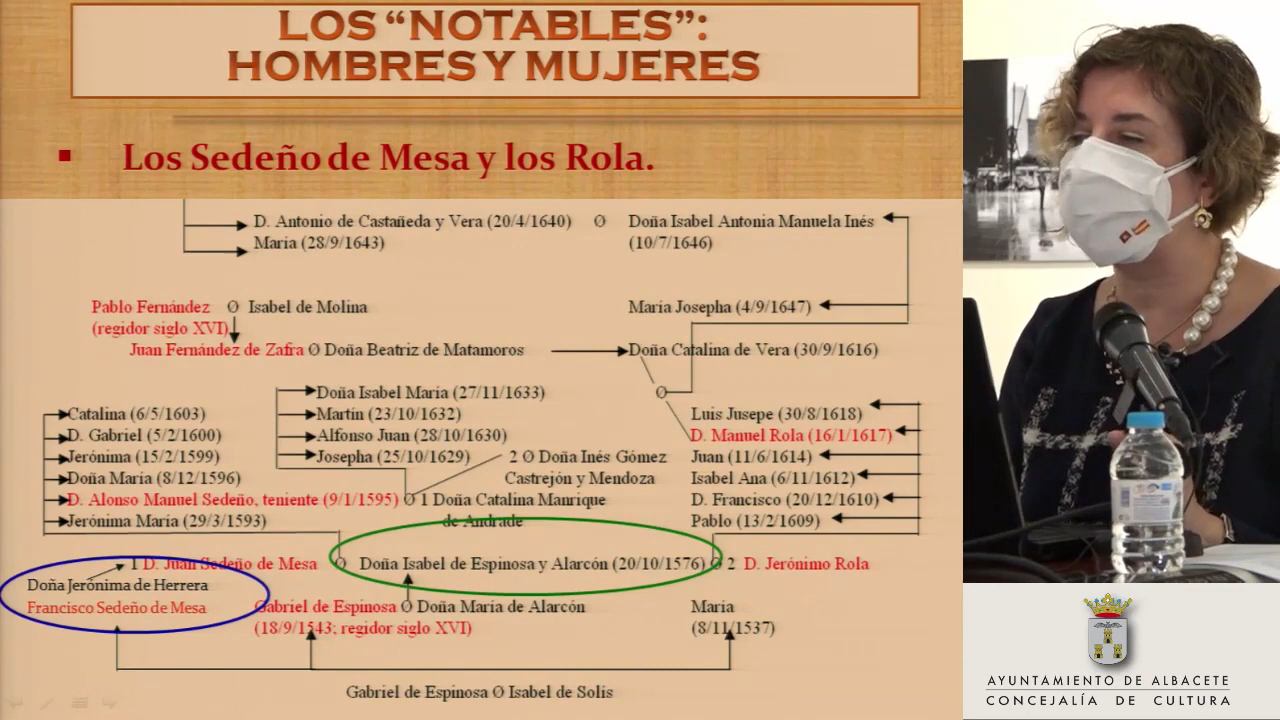 LOS “NOTABLES”:
HOMBRES Y MUJERES
Los Sedeño de Mesa y los Rola.
D. Antonio de Castañeda y Vera (20/4/1640) Ø Doña Isabel Antonia Manuela Inés
María (28/9/1643) (10/7/1646)
Pablo Fernández Ø Isabel de Molina María Josepha (4/9/1647)
(regidor siglo XVI)
Juan Fernández de Zafra Ø Doña Beatriz de Matamoros Doña Catalina de Vera (30/9/1616)
Doña Isabel María (27/11/1633) Ø
Catalina (6/5/1603) Martín (23/10/1632) Luis Jusepe (30/8/1618)
D. Gabriel (5/2/1600) Alfonso Juan (28/10/1630) D. Manuel Rola (16/1/1617)
Jerónima (15/2/1599) Josepha (25/10/1629) 2 Ø Doña Inés Gómez Juan (11/6/1614)
Doña María (8/12/1596) Castrejón y Mendoza Isabel Ana (6/11/1612)
D. Alonso Manuel Sedeño, teniente (9/1/1595) Ø 1 Doña Catalina Manrique D. Francisco (20/12/1610)
Jerónima María (29/3/1593) de Andrade Pablo (13/2/1609)
1 D. Juan Sedeño de Mesa Ø Doña Isabel de Espinosa y Alarcón (20/10/1576) Ø 2 D. Jerónimo Rola
Doña Jerónima de Herrera
Francisco Sedeño de Mesa Gabriel de Espinosa Ø Doña María de Alarcón María
(18/9/1543; regidor siglo XVI) (8/11/1537)
Gabriel de Espinosa Ø Isabel de Solís
AYUNTAMIENTO DE ALBACETE
CONCEJALÍA DE CULTURA